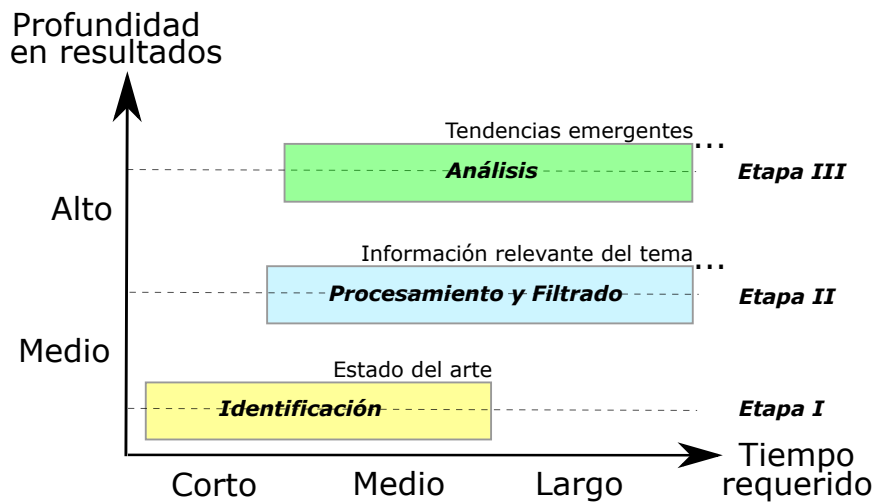 Profundidad
en resultados
Tendencias emergentes
...
Análisis
Etapa III
Alto
Información relevante del tema
...
Procesamiento y Filtrado
Etapa II
Medio
Estado del arte
Identificación
Etapa I
Corto
Medio
Largo
Tiempo
requerido